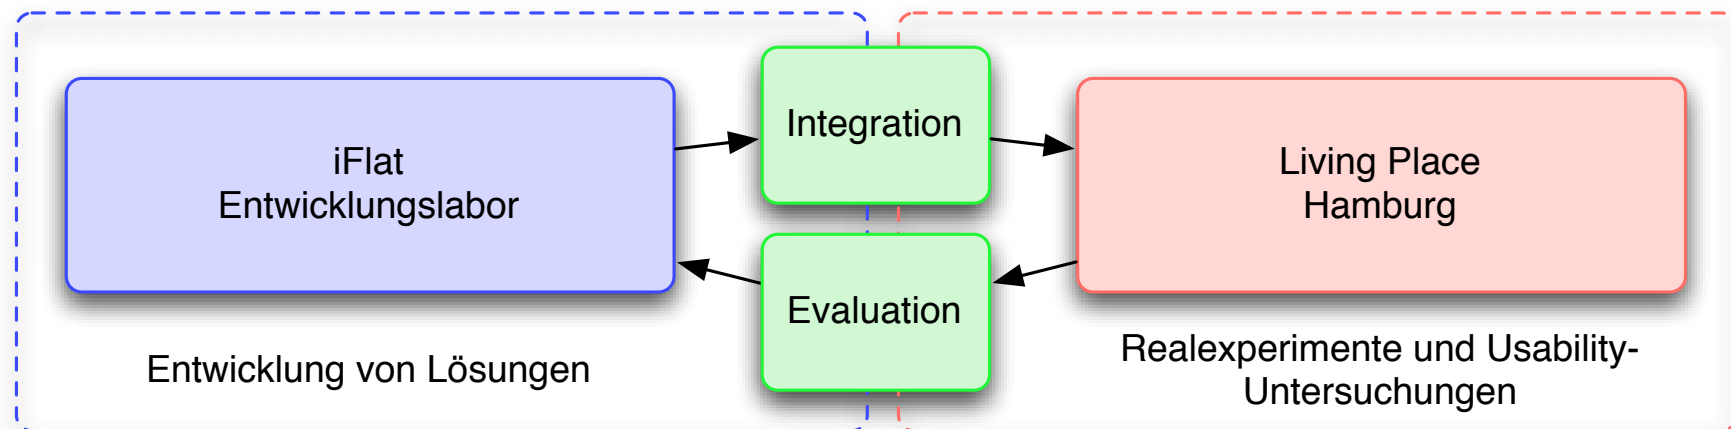 iFlat
Entwicklungslabor
Entwicklung von Lösungen
Integration
Evaluation
Living Place
Hamburg
Realexperimente und Usability-
Untersuchungen